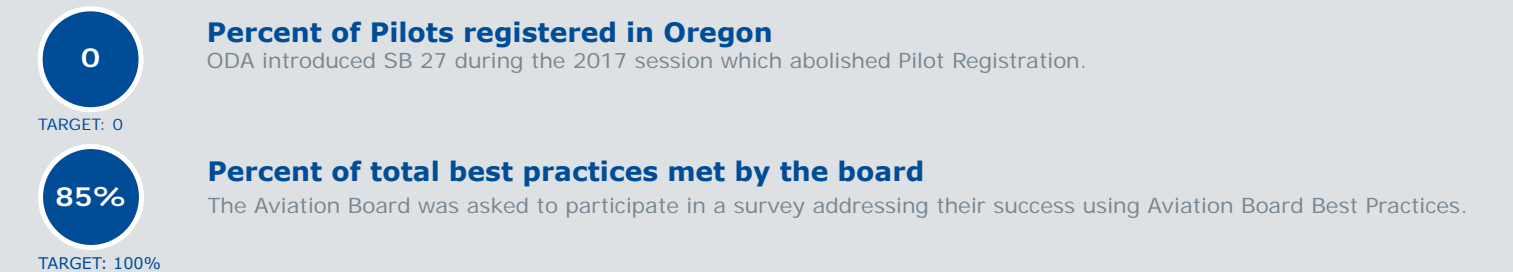 0
Percent of Pilots registered in Oregon
ODA introduced SB 27 during the 2017 session which abolished Pilot Registration.
TARGET: 0
85%
Percent of total best practices met by the board
The Aviation Board was asked to participate in a survey addressing their success using Aviation Board Best Practices.
TARGET: 100%